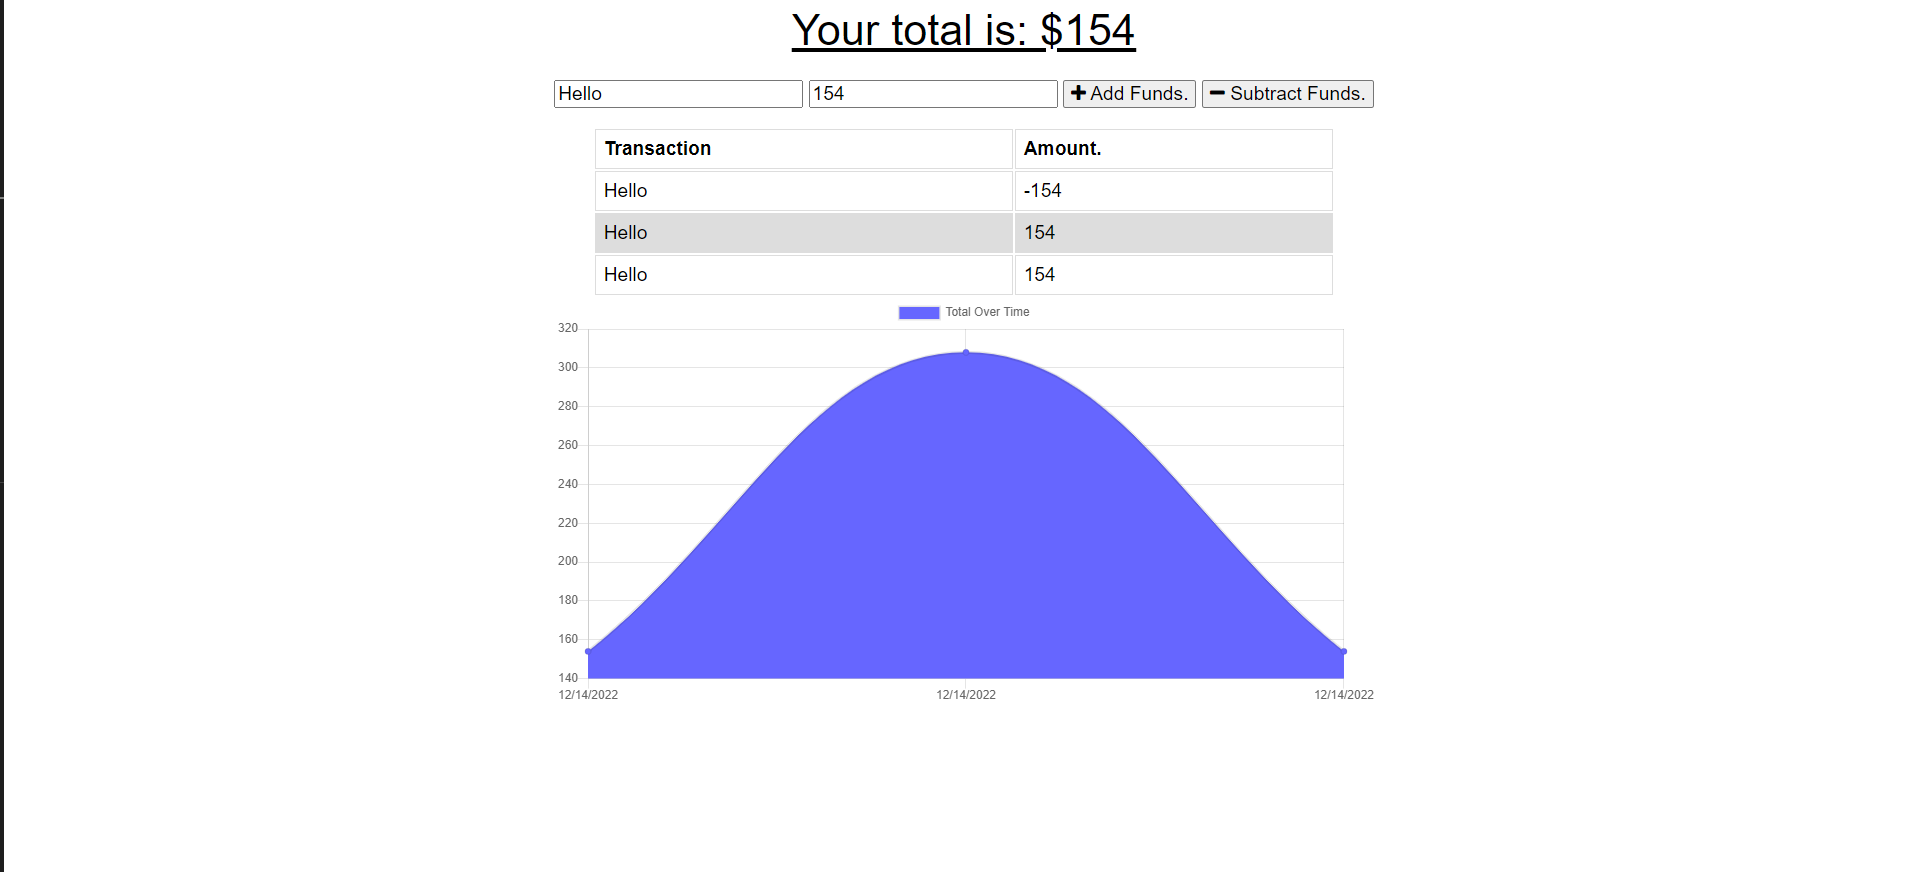 Your total is: $154
Hello 154 Add Funds. Subtract Funds.
Transaction Amount.
Hello -154
Hello 154
Hello 154
Total Over Time
320
300
280
260
240
220
200
180
160
140
12/14/2022 12/14/2022 12/14/2022